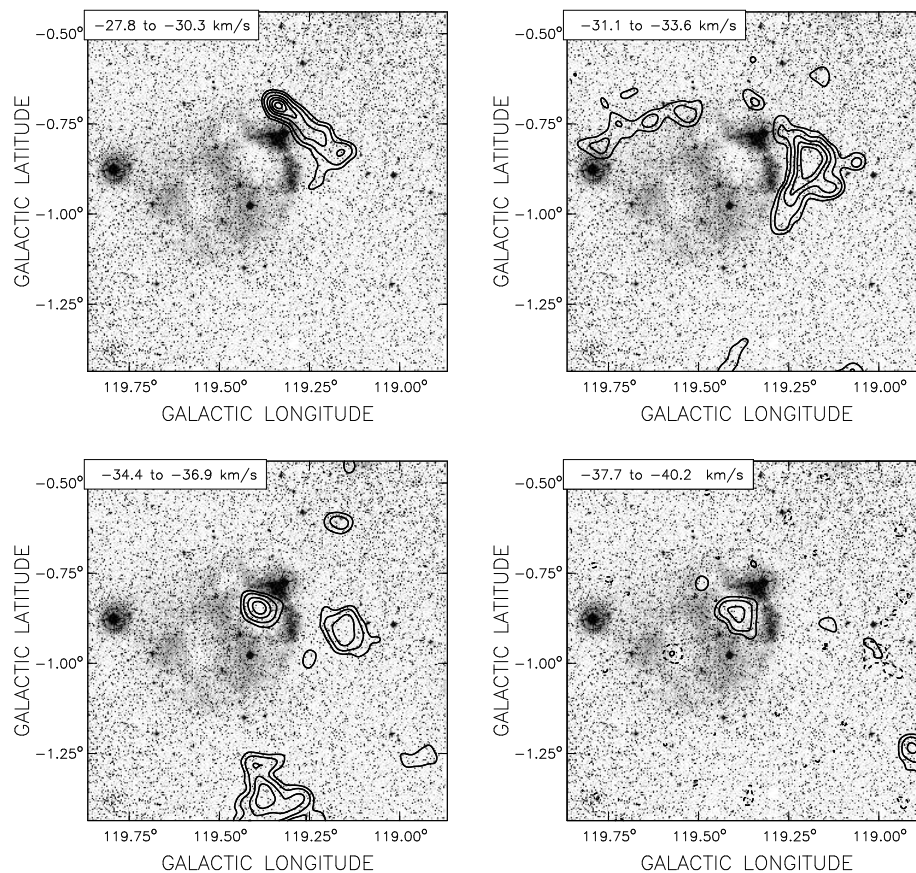 −27.8 to −30.3 km/s
−0.50°
−0.75°
−1.00°
−1.25°
GALACTIC LATITUDE
119.75° 119.50° 119.25° 119.00°
GALACTIC LONGITUDE
−31.1 to −33.6 km/s
−0.50°
−0.75°
−1.00°
−1.25°
GALACTIC LATITUDE
119.75° 119.50° 119.25° 119.00°
GALACTIC LONGITUDE
−34.4 to −36.9 km/s
−0.50°
−0.75°
−1.00°
−1.25°
GALACTIC LATITUDE
119.75° 119.50° 119.25° 119.00°
GALACTIC LONGITUDE
−37.7 to −40.2 km/s
−0.50°
−0.75°
−1.00°
−1.25°
GALACTIC LATITUDE
119.75° 119.50° 119.25° 119.00°
GALACTIC LONGITUDE